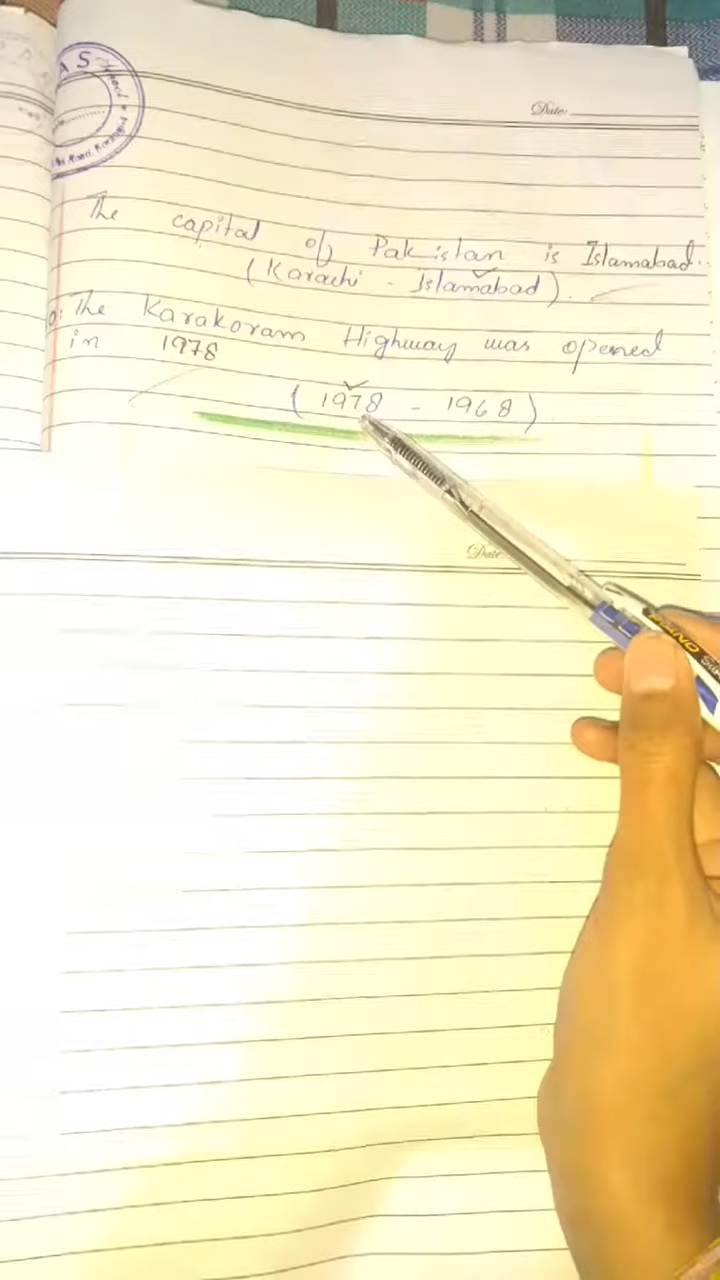 A S
Date:
The capital of Pakistan is Islamabad.
(Karachi - Islamabad).
The Karakoram Highway was opened
in 1978
(1978 - 1968)
Date